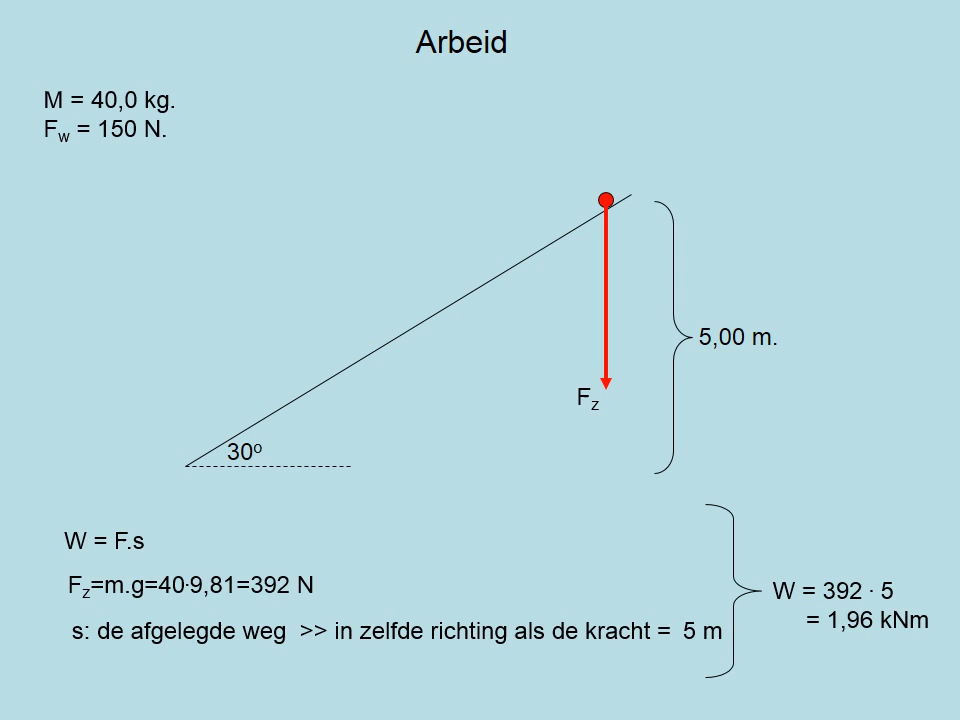 Arbeid
M = 40,0 kg.
Fw = 150 N.
5,00 m.
Fz
30º
W = F.s
Fz=m.g=40·9,81=392 N
s: de afgelegde weg >> in zelfde richting als de kracht = 5 m
W = 392 · 5
= 1,96 kNm